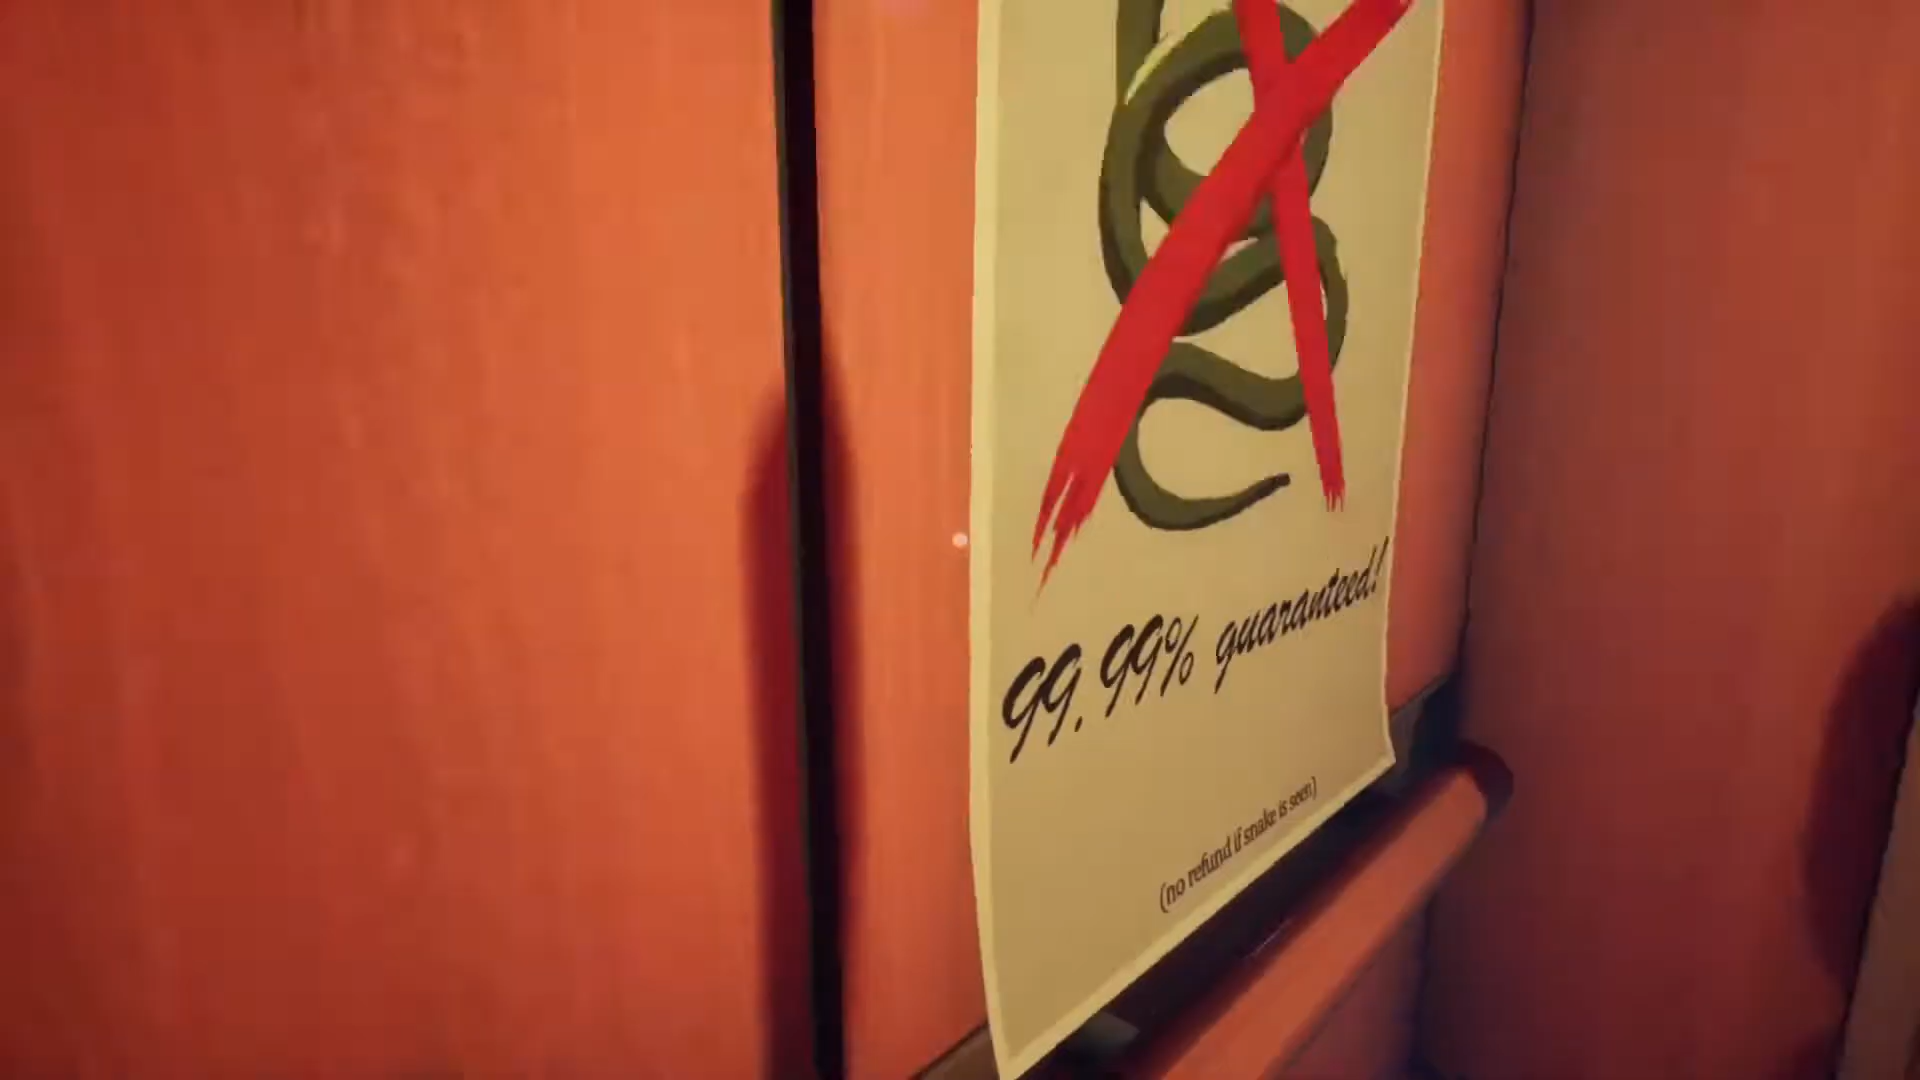 99.99% guaranteed!
(no refund if snake is seen)